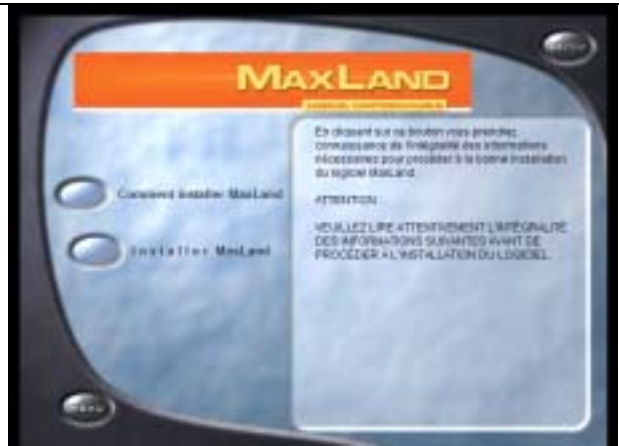 MAXLAND
En cliquant sur ce bouton vous prendrez
connaissance de l'intégralité des informations
nécessaires pour procéder à la bonne installation
du logiciel MaxLand.
ATTENTION
VEUILLEZ LIRE ATTENTIVEMENT L'INTÉGRALITÉ
DES INFORMATIONS SUIVANTES AVANT DE
PROCÉDER A L'INSTALLATION DU LOGICIEL.
Comment installer MaxLand
Installer MaxLand
MENU